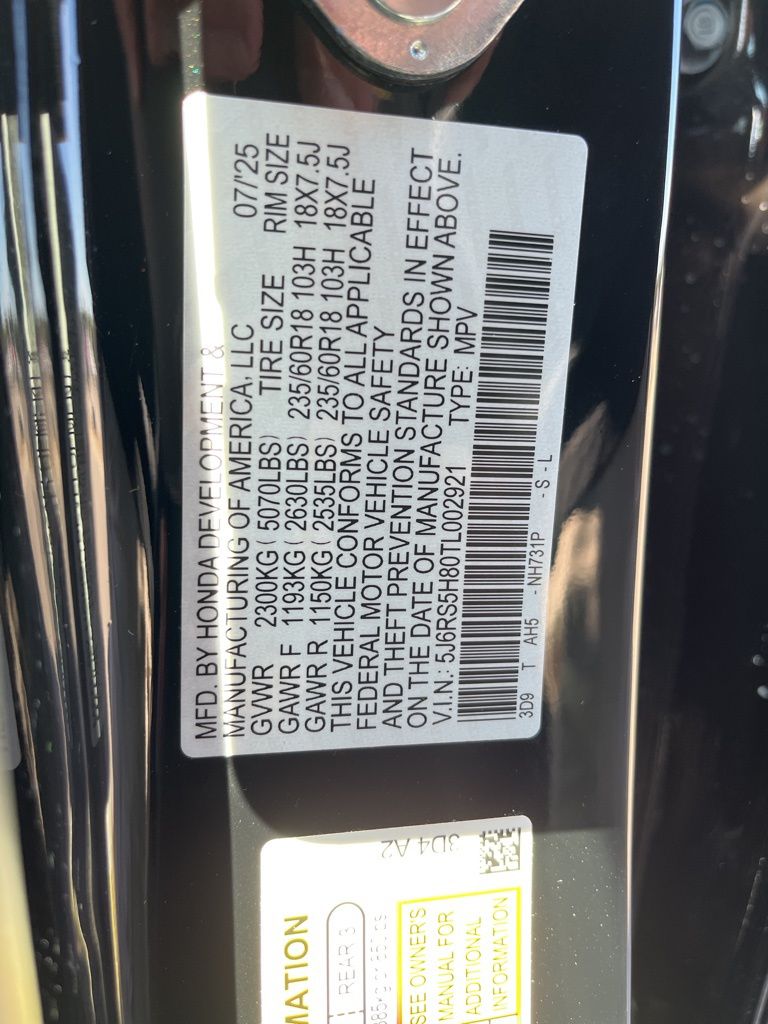 MFD. BY HONDA DEVELOPMENT &
MANUFACTURING OF AMERICA, LLC 07/'25
GVWR 2300KG ( 5070LBS) TIRE SIZE RIM SIZE
GAWR F 1193KG ( 2630LBS) 235/60R18 103H 18X7.5J
GAWR R 1150KG ( 2535LBS) 235/60R18 103H 18X7.5J
THIS VEHICLE CONFORMS TO ALL APPLICABLE
FEDERAL MOTOR VEHICLE SAFETY
AND THEFT PREVENTION STANDARDS IN EFFECT
ON THE DATE OF MANUFACTURE SHOWN ABOVE.
V.I.N.: 5J6RS5H80TL002921 TYPE: MPV
3D9 T AH5 - NH731P - S - L
3D4 A2
MATION
REAR 3
SEE OWNER'S
MANUAL FOR
ADDITIONAL
INFORMATION